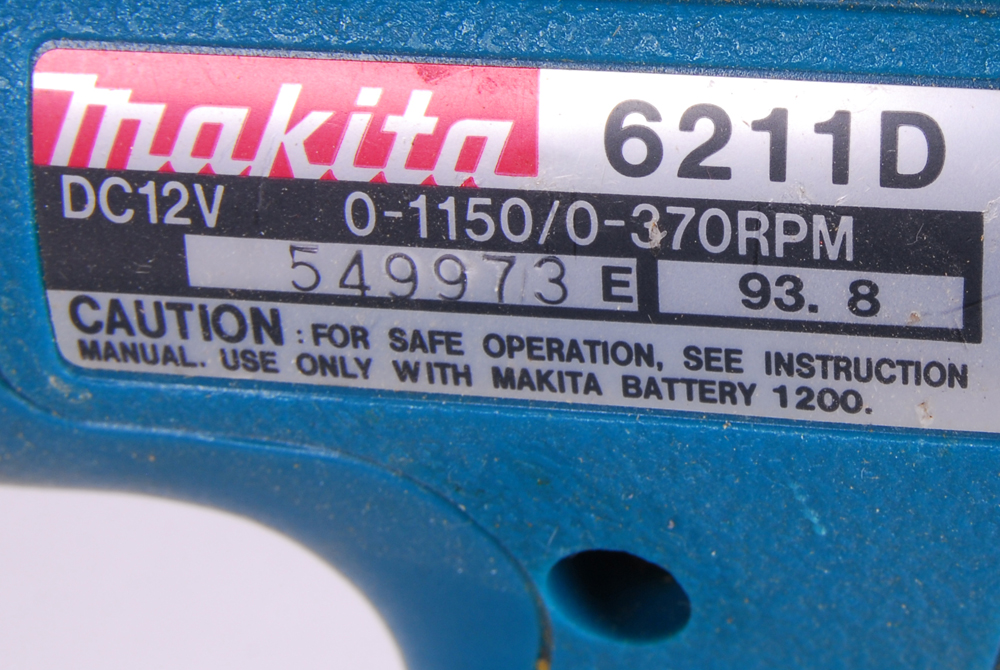 makita 6211D
DC12V 0-1150/0-370RPM
549973 E 93. 8
CAUTION : FOR SAFE OPERATION, SEE INSTRUCTION
MANUAL. USE ONLY WITH MAKITA BATTERY 1200.